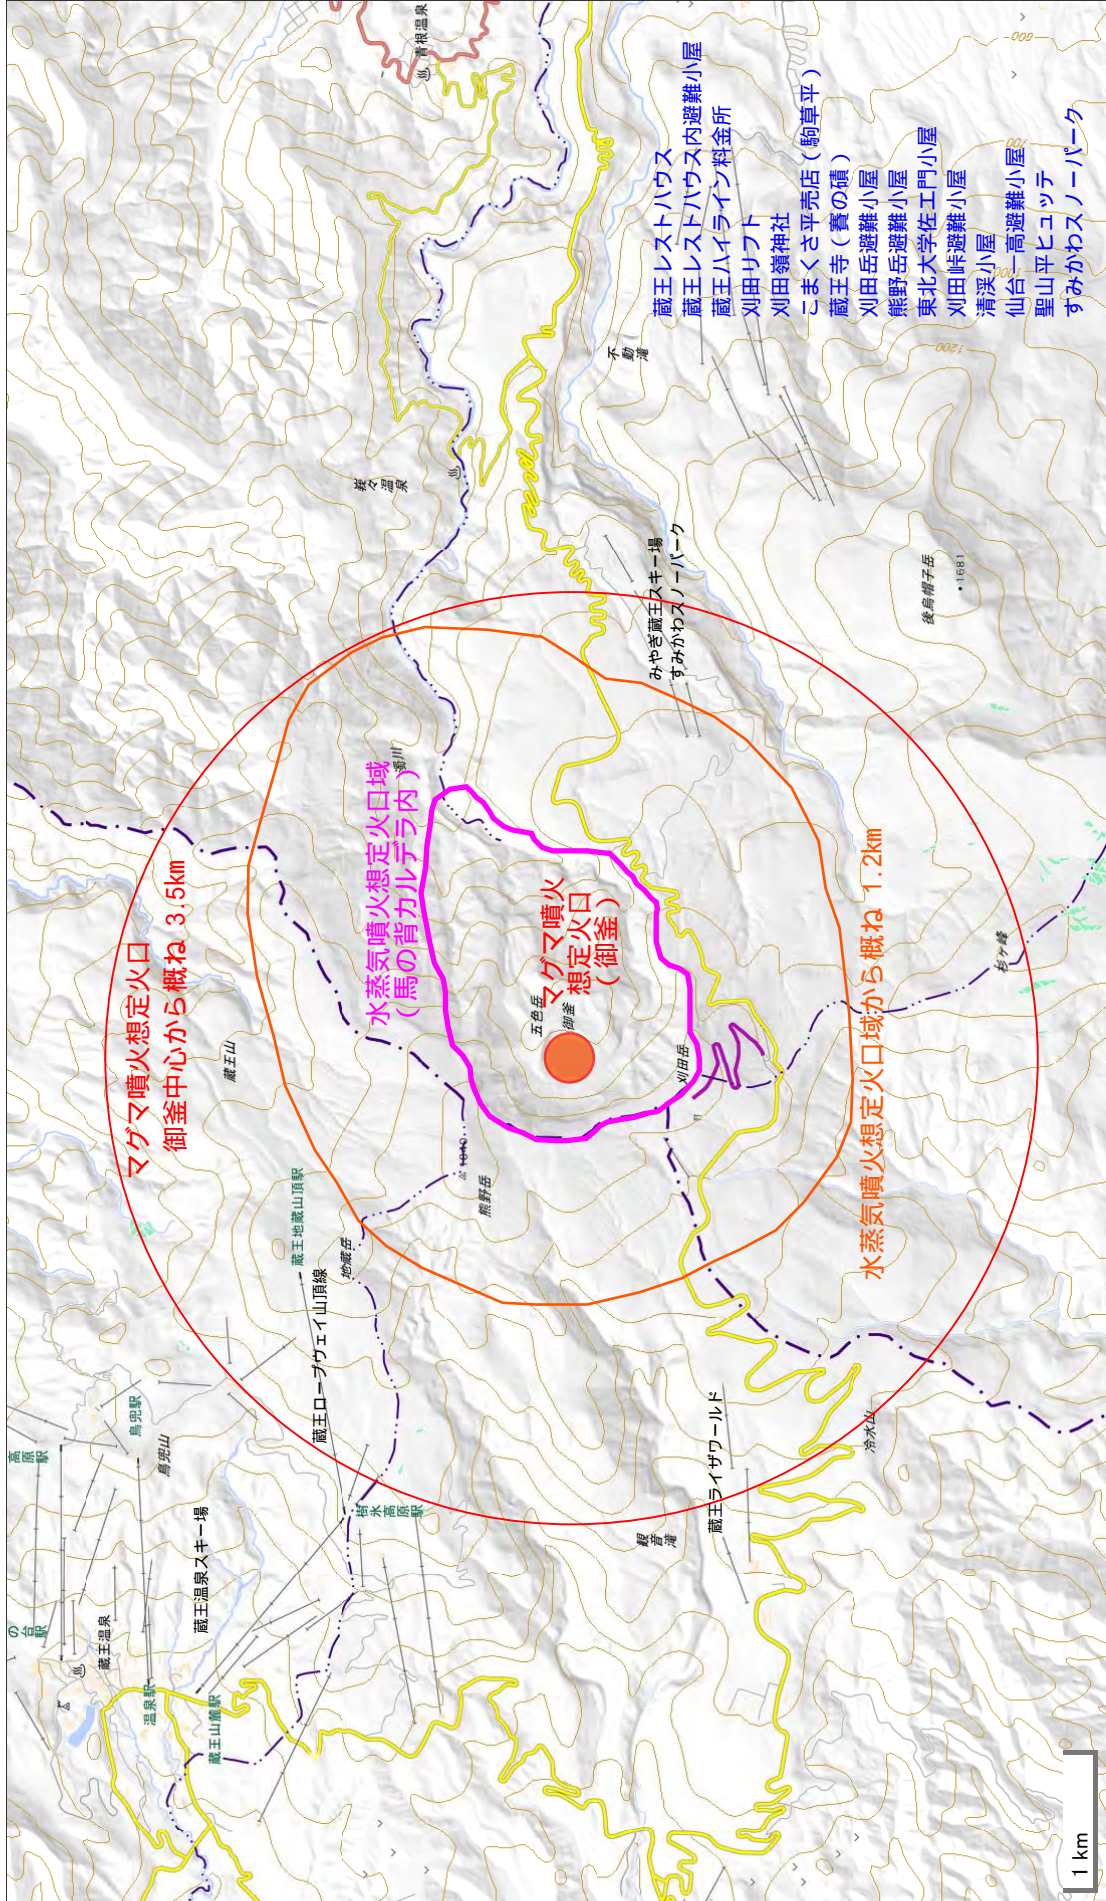 青根温泉
蔵王レストハウス
蔵王レストハウス内避難小屋
蔵王ハイライン料金所
刈田リフト
刈田嶺神社
こまくさ平売店(駒草平)
蔵王寺(賽の磧)
刈田岳避難小屋
熊野岳避難小屋
東北大学佐エ門小屋
刈田峠避難小屋
清渓小屋
仙台一高避難小屋
聖山平ヒュッテ
すみかわスノーパーク
600
700
1000
1200
不動滝
峩々温泉
みやぎ蔵王スキー場
すみかわスノーパーク
後烏帽子岳
・1681
濁川
水蒸気噴火想定火口域
(馬の背カルデラ内)
マグマ噴火想定火口
御釜中心から概ね 3.5km
マグマ噴火
想定火口
(御釜)
五色岳
御釜
蔵王山
刈田岳
杉ケ峰
水蒸気噴火想定火口域から概ね 1.2km
1840
熊野岳
地蔵岳
蔵王地蔵山頂駅
蔵王ロープウェイ山頂線
鳥兜駅
鳥兜山
高原駅
樹氷高原駅
蔵王ライザワールド
冷水山
観音滝
蔵王温泉スキー場
の台駅
蔵王温泉
温泉駅
蔵王山麓駅
1 km